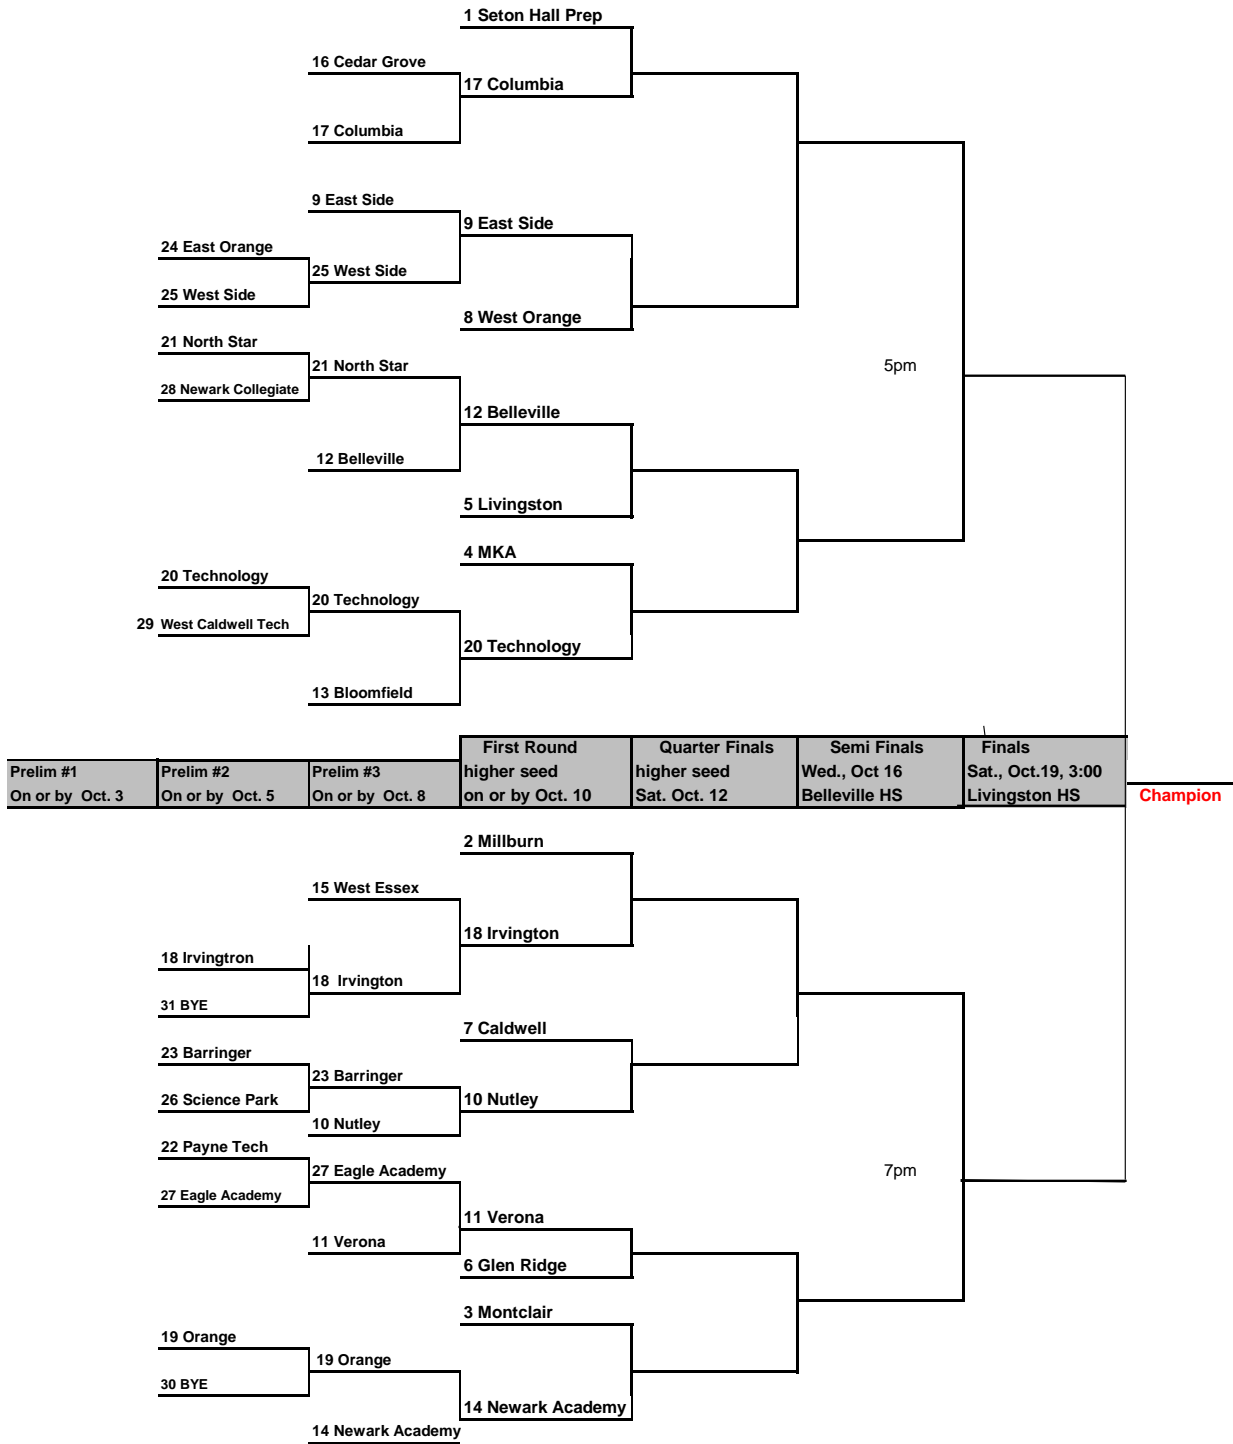 1 Seton Hall Prep
16 Cedar Grove
17 Columbia
17 Columbia
9 East Side
9 East Side
24 East Orange
25 West Side
25 West Side
8 West Orange
21 North Star
21 North Star
5pm
28 Newark Collegiate
12 Belleville
12 Belleville
5 Livingston
4 MKA
20 Technology
20 Technology
29 West Caldwell Tech
20 Technology
13 Bloomfield
First Round Quarter Finals Semi Finals Finals
Prelim #1 Prelim #2 Prelim #3 higher seed higher seed Wed., Oct 16 Sat., Oct.19, 3:00
On or by Oct. 3 On or by Oct. 5 On or by Oct. 8 on or by Oct. 10 Sat. Oct. 12 Belleville HS Livingston HS Champion
2 Millburn
15 West Essex
18 Irvington
18 Irvingtron
18 Irvington
31 BYE
7 Caldwell
23 Barringer
23 Barringer
26 Science Park
10 Nutley
10 Nutley
22 Payne Tech
27 Eagle Academy
7pm
27 Eagle Academy
11 Verona
11 Verona
6 Glen Ridge
3 Montclair
19 Orange
19 Orange
30 BYE
14 Newark Academy
14 Newark Academy